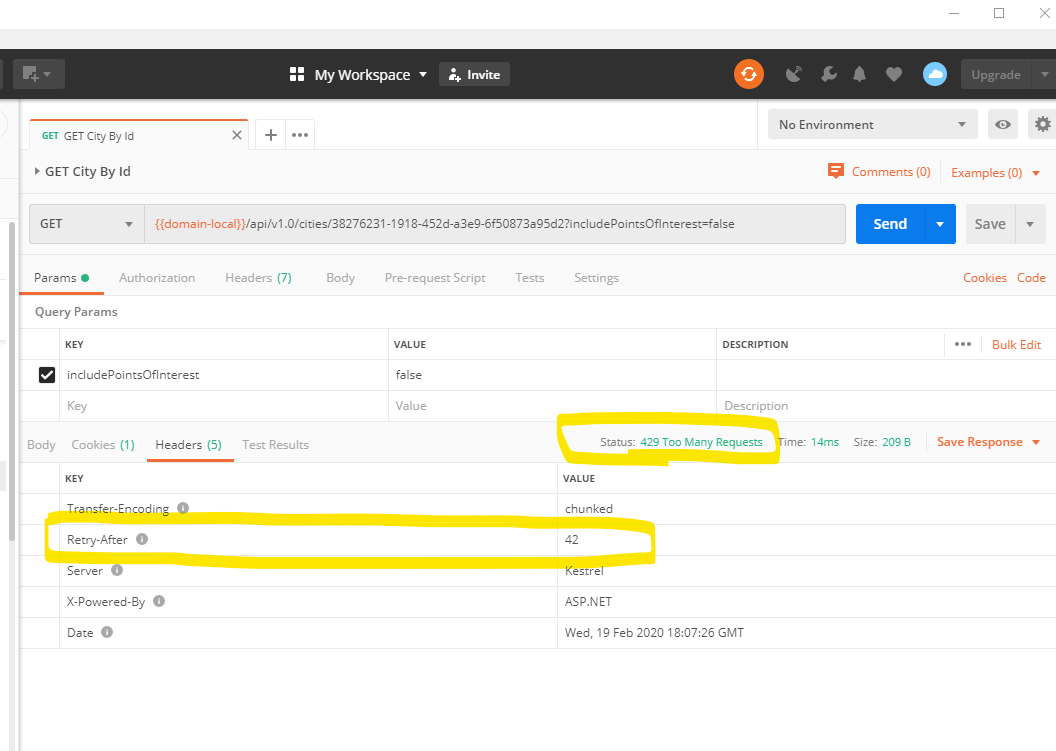 My Workspace Invite Upgrade
GET GET City By Id No Environment
GET City By Id Comments (0) Examples (0)
GET {{domain-local}}/api/v1.0/cities/38276231-1918-452d-a3e9-6f50873a95d2?includePointsOfInterest=false Send Save
Params Authorization Headers (7) Body Pre-request Script Tests Settings Cookies Code
Query Params
KEY VALUE DESCRIPTION ••• Bulk Edit
includePointsOfInterest false
Key Value Description
Body Cookies (1) Headers (5) Test Results Status: 429 Too Many Requests Time: 14ms Size: 209 B Save Response
KEY VALUE
Transfer-Encoding chunked
Retry-After 42
Server Kestrel
X-Powered-By ASP.NET
Date Wed, 19 Feb 2020 18:07:26 GMT